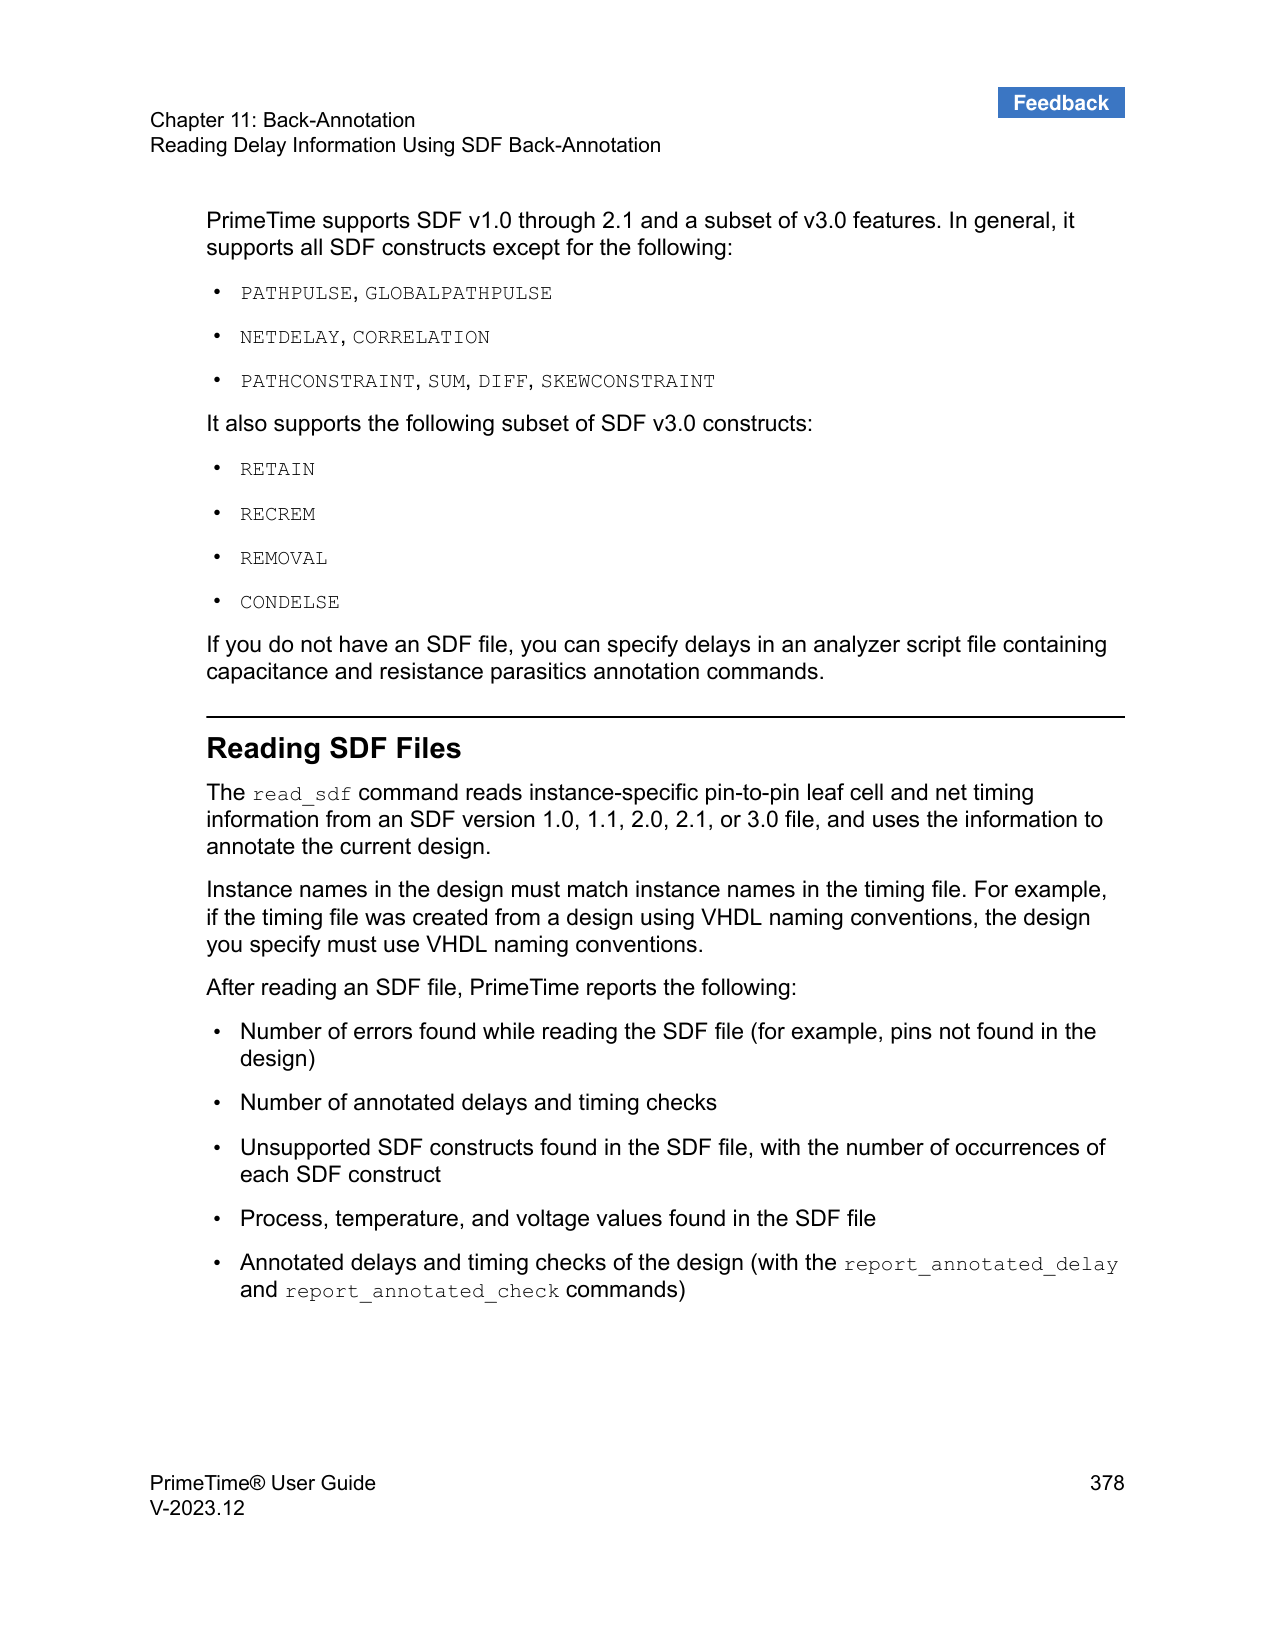 Feedback
Chapter 11: Back-Annotation
Reading Delay Information Using SDF Back-Annotation
PrimeTime supports SDF v1.0 through 2.1 and a subset of v3.0 features. In general, it
supports all SDF constructs except for the following:
• PATHPULSE, GLOBALPATHPULSE
• NETDELAY, CORRELATION
• PATHCONSTRAINT, SUM, DIFF, SKEWCONSTRAINT
It also supports the following subset of SDF v3.0 constructs:
• RETAIN
• RECREM
• REMOVAL
• CONDELSE
If you do not have an SDF file, you can specify delays in an analyzer script file containing
capacitance and resistance parasitics annotation commands.
Reading SDF Files
The read_sdf command reads instance-specific pin-to-pin leaf cell and net timing
information from an SDF version 1.0, 1.1, 2.0, 2.1, or 3.0 file, and uses the information to
annotate the current design.
Instance names in the design must match instance names in the timing file. For example,
if the timing file was created from a design using VHDL naming conventions, the design
you specify must use VHDL naming conventions.
After reading an SDF file, PrimeTime reports the following:
• Number of errors found while reading the SDF file (for example, pins not found in the
design)
• Number of annotated delays and timing checks
• Unsupported SDF constructs found in the SDF file, with the number of occurrences of
each SDF construct
• Process, temperature, and voltage values found in the SDF file
• Annotated delays and timing checks of the design (with the report_annotated_delay
and report_annotated_check commands)
PrimeTime® User Guide 378
V-2023.12